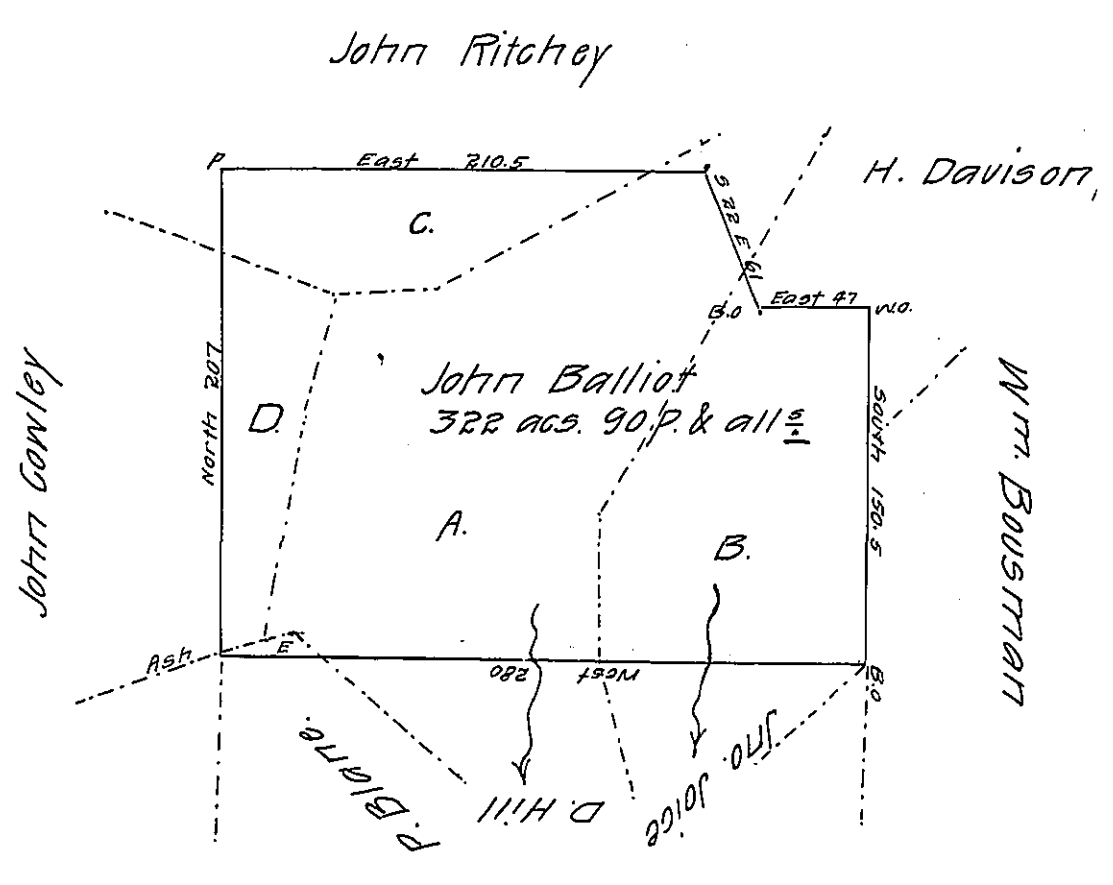 John Ritchey
P
East 210.5
S 22 E 61
H. Davison,
C.
B.O
East 47
W.O.
John Cowley
North 207
D.
John Balliot
322 acs. 90.p. & all s
South 150.5
Wm. Bousman
A.
B.
Ash
E
West 280
B.O
P. Blane.
D. Hill
Jno. Joice